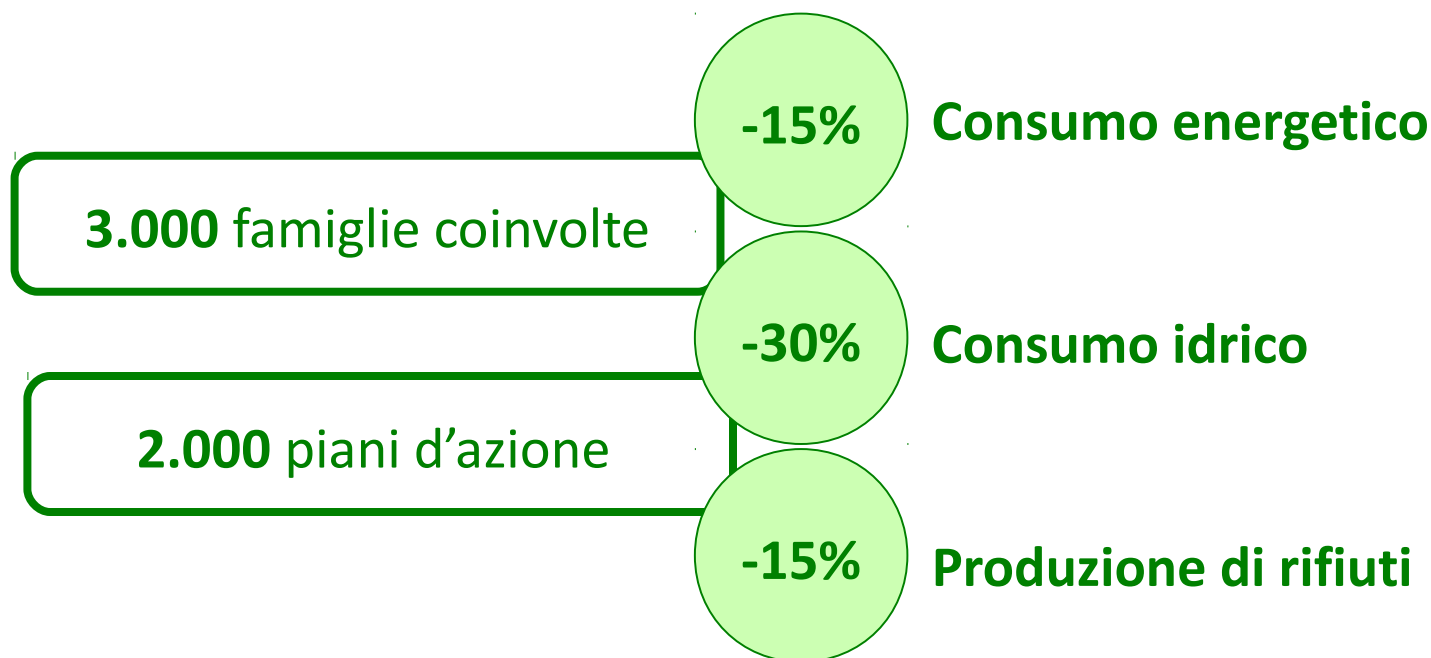 -15% Consumo energetico
3.000 famiglie coinvolte
-30% Consumo idrico
2.000 piani d’azione
-15% Produzione di rifiuti